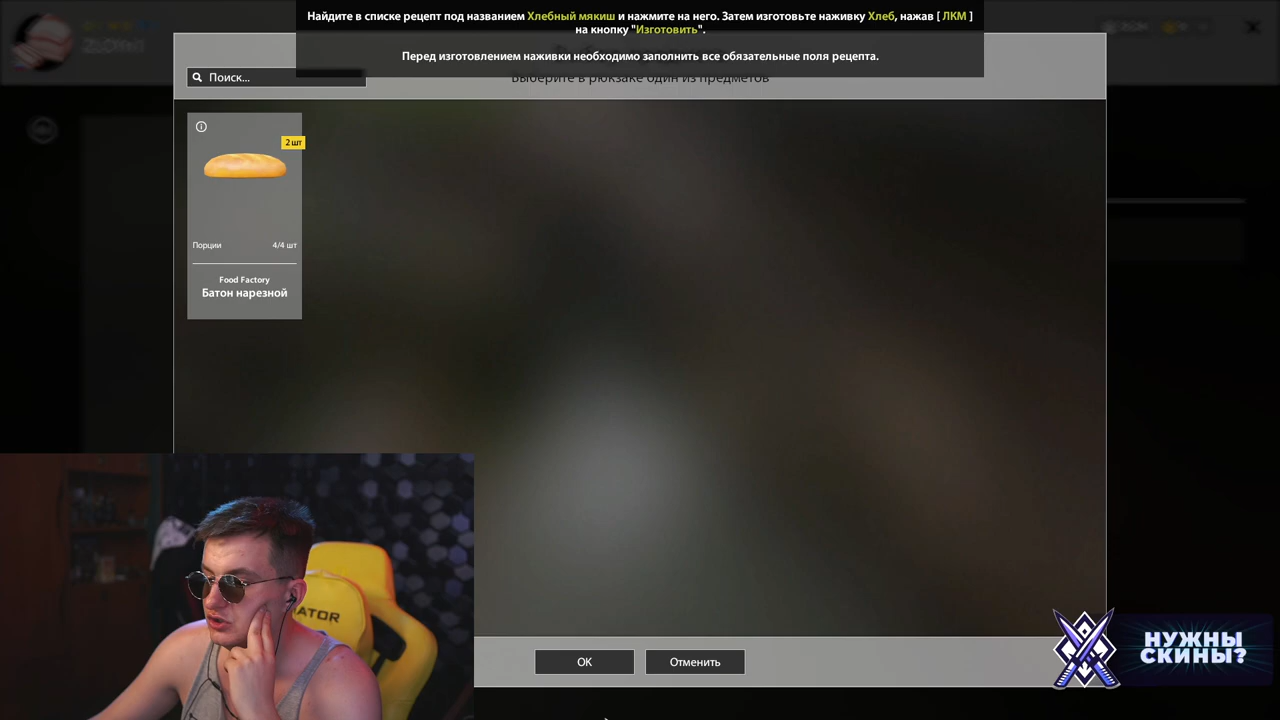 Найдите в списке рецепт под названием Хлебный мякиш и нажмите на него. Затем изготовьте наживку Хлеб, нажав [ ЛКМ ]
на кнопку "Изготовить".
Перед изготовлением наживки необходимо заполнить все обязательные поля рецепта.
Поиск...
Выберите в рюкзаке один из предметов
2 шт
Порции 4/4 шт
Food Factory
Батон нарезной
ATOR
OK Отменить
НУЖНЫ
СКИНЫ?